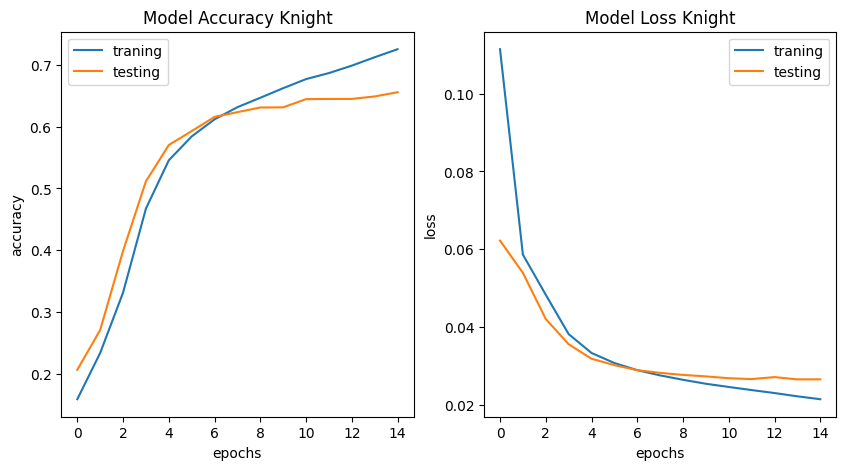 Model Accuracy Knight
traning
testing
0.7
0.6
0.5
0.4
0.3
0.2
accuracy
0 2 4 6 8 10 12 14
epochs
Model Loss Knight
traning
testing
0.10
0.08
0.06
0.04
0.02
loss
0 2 4 6 8 10 12 14
epochs